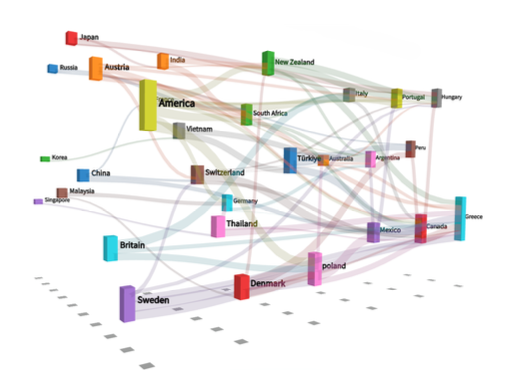 Japan
New Zealand
India
Austria
Russia
Italy
Portugal
Hungary
America
South Africa
Vietnam
Peru
Türkiye
Australia
Argentina
Korea
China
Switzerland
Malaysia
Singapore
Germany
Greece
Thailand
Canada
Mexico
Britain
poland
Denmark
Sweden